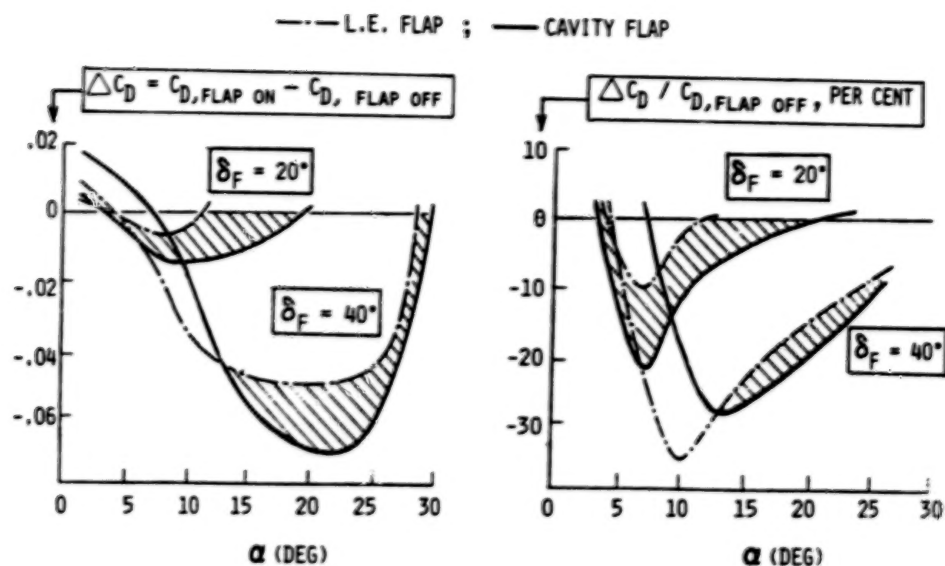 L.E. FLAP ; CAVITY FLAP
△C_D = C_D,FLAP ON – C_D, FLAP OFF
.02
0
-.02
-.04
-.06
δ_F = 20°
δ_F = 40°
0 5 10 15 20 25 30
α (DEG)
△C_D / C_D,FLAP OFF, PER CENT
10
0
-10
-20
-30
δ_F = 20°
δ_F = 40°
0 5 10 15 20 25 30
α (DEG)